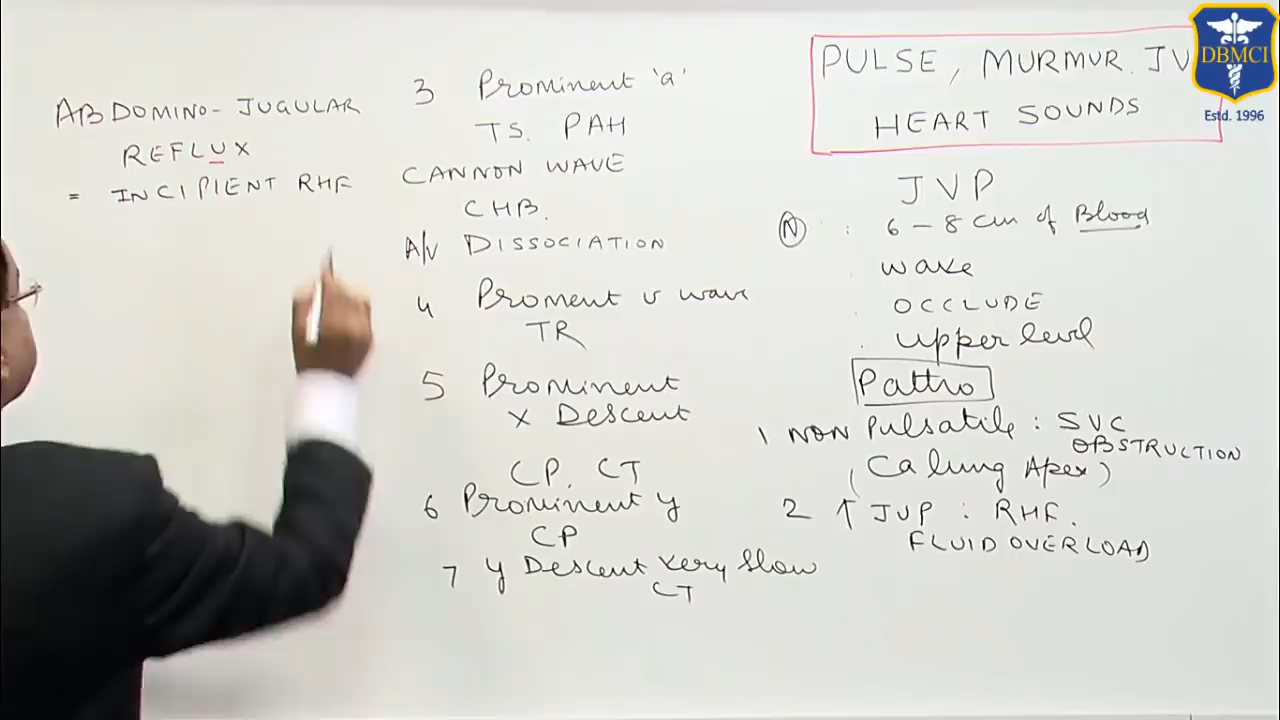 PULSE, MURMUR. JV
HEART SOUNDS
DBMCI
Estd. 1996
JVP
N : 6-8 cm of Blood
. wave
. OCCLUDE
. Upper level
Patho
1 NON Pulsatile : SVC
OBSTRUCTION
(Ca lung Apex)
2 ↑ JVP : RHF.
FLUID OVERLOAD
3 Prominent 'a'
TS. PAH
CANNON WAVE
CHB.
A/V DISSOCIATION
4 Proment v wave
TR
5 Prominent
x Descent
CP. CT
6 Prominent y
CP
7 y Descent very slow
CT
ABDOMINO-JUGULAR
REFLUX
= INCIPIENT RHF